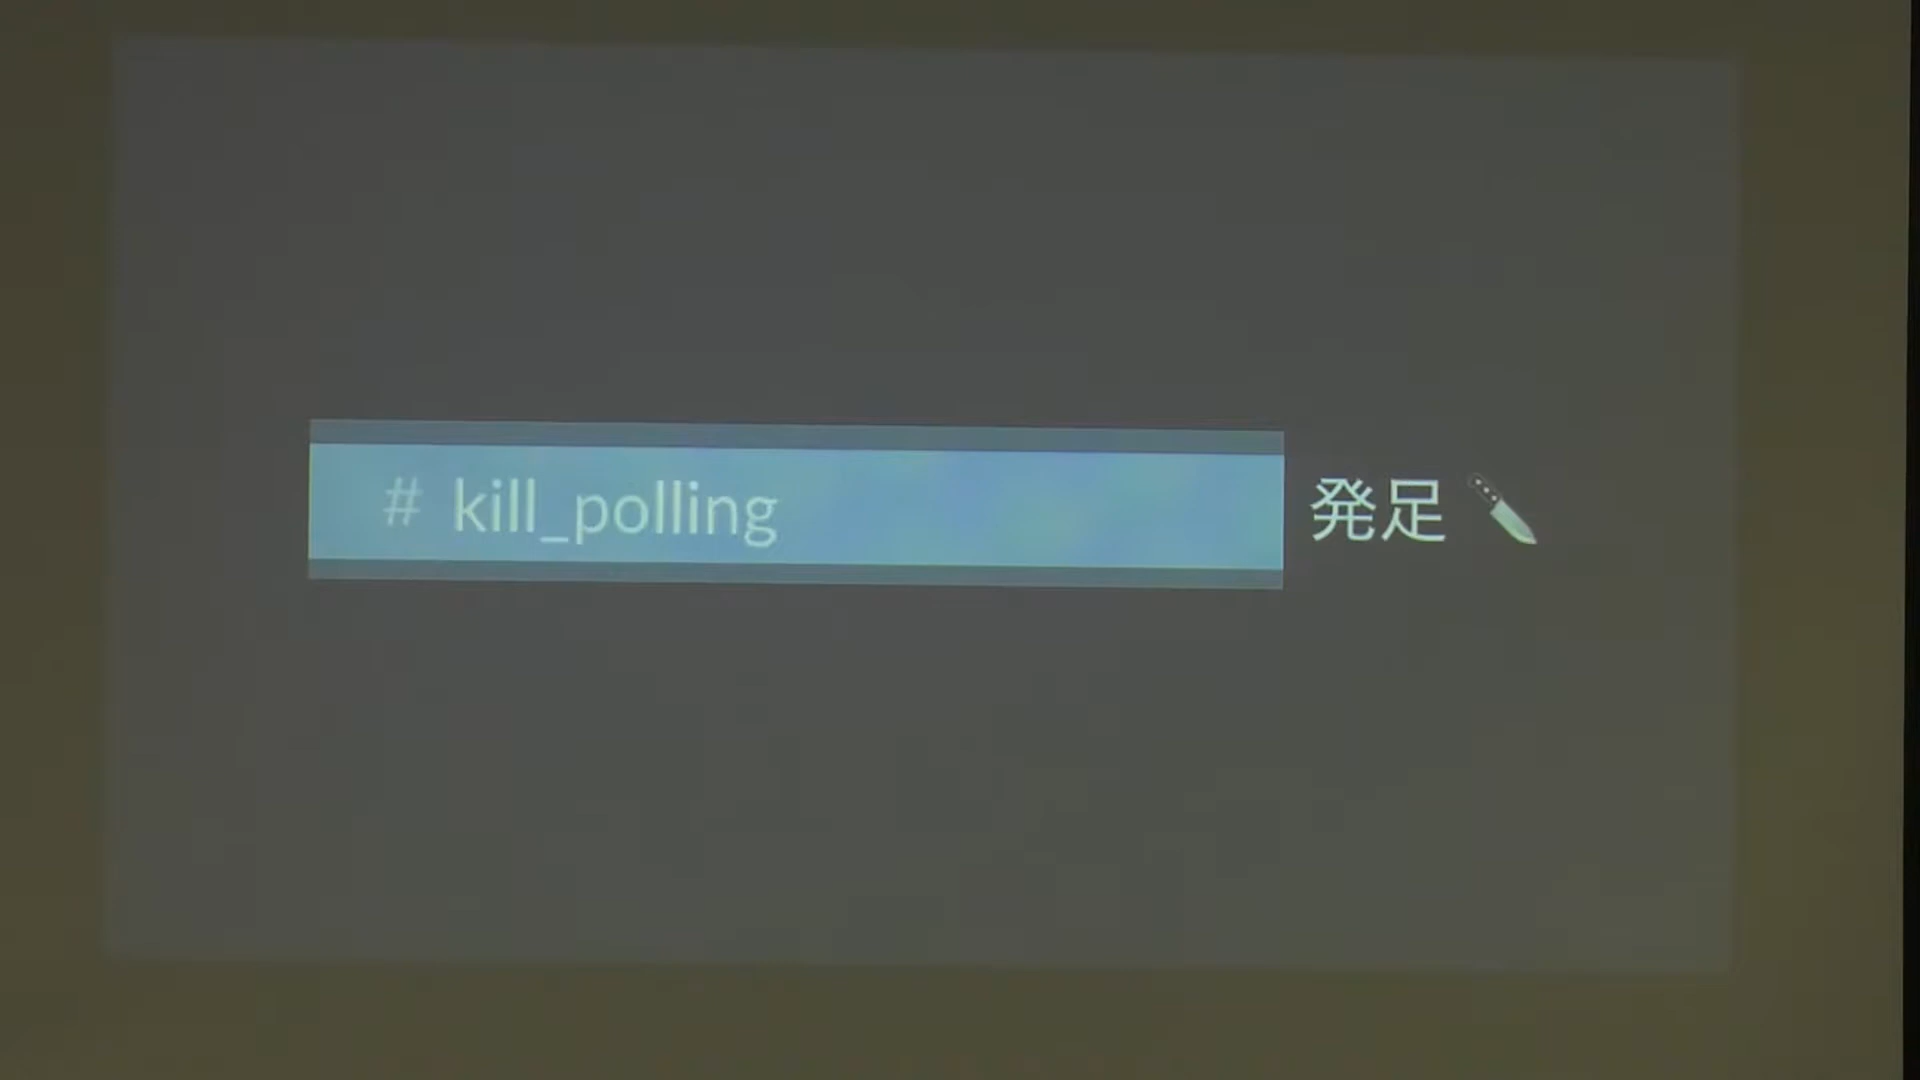 # kill_polling 発足 🔪